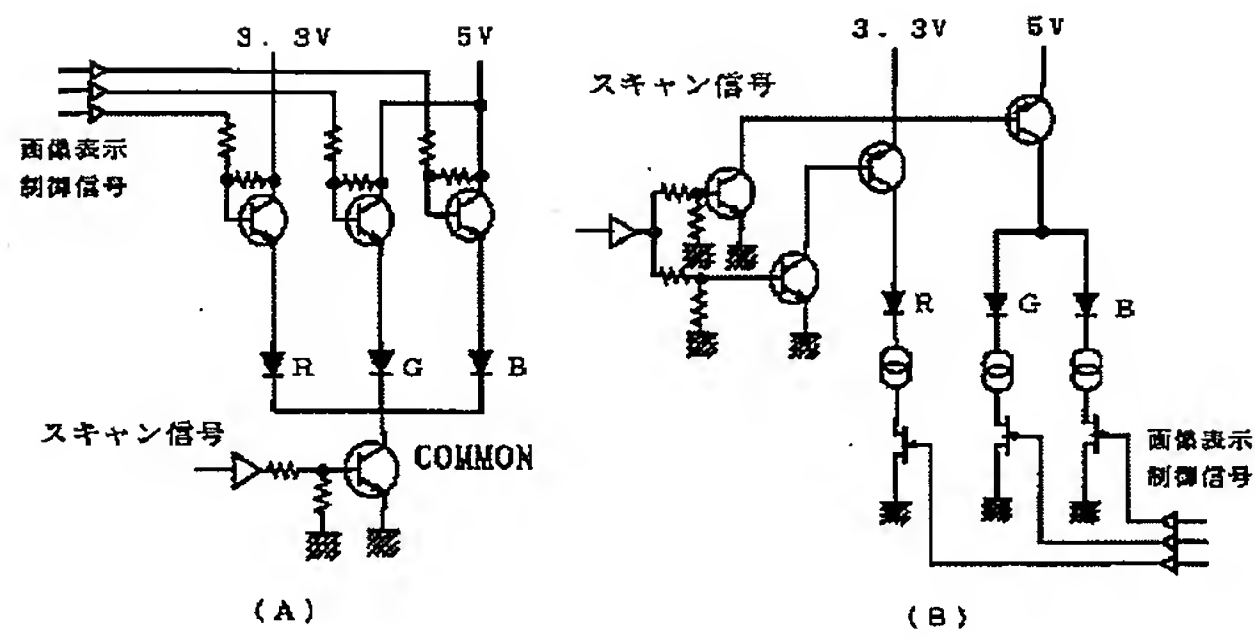 3.3V
5V
画像表示
制御信号
R
G
B
スキャン信号
COMMON
(A)
3.3V
5V
スキャン信号
R
G
B
画像表示
制御信号
(B)